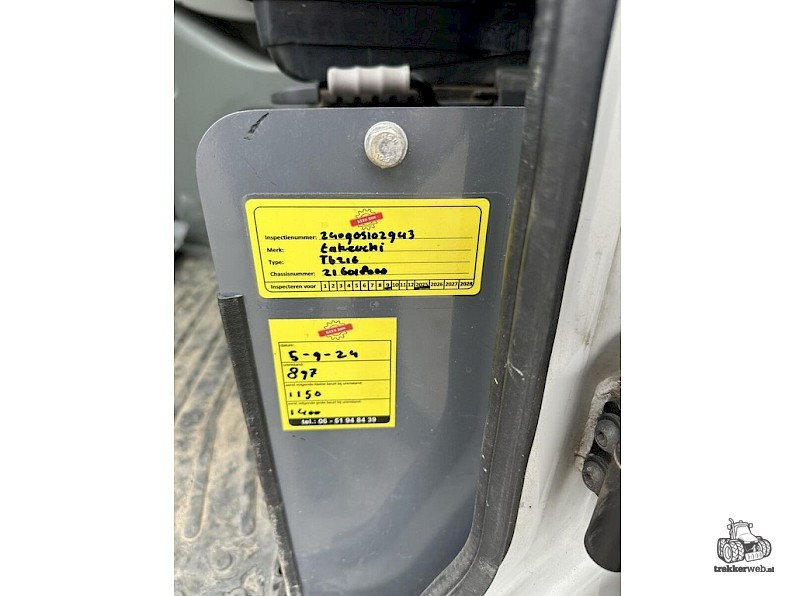 Inspectienummer: 240905102943
Merk: takeuchi
Type: TB216
Chassisnummer:
Inspecteren voor 1 2 3 4 5 6 7 8 9 10 11 12 2025 2026 2027 2028
datum:
5-9-24
897
1150
1400
tel.: 06 - 51 94 84 39
trekkerweb.nl